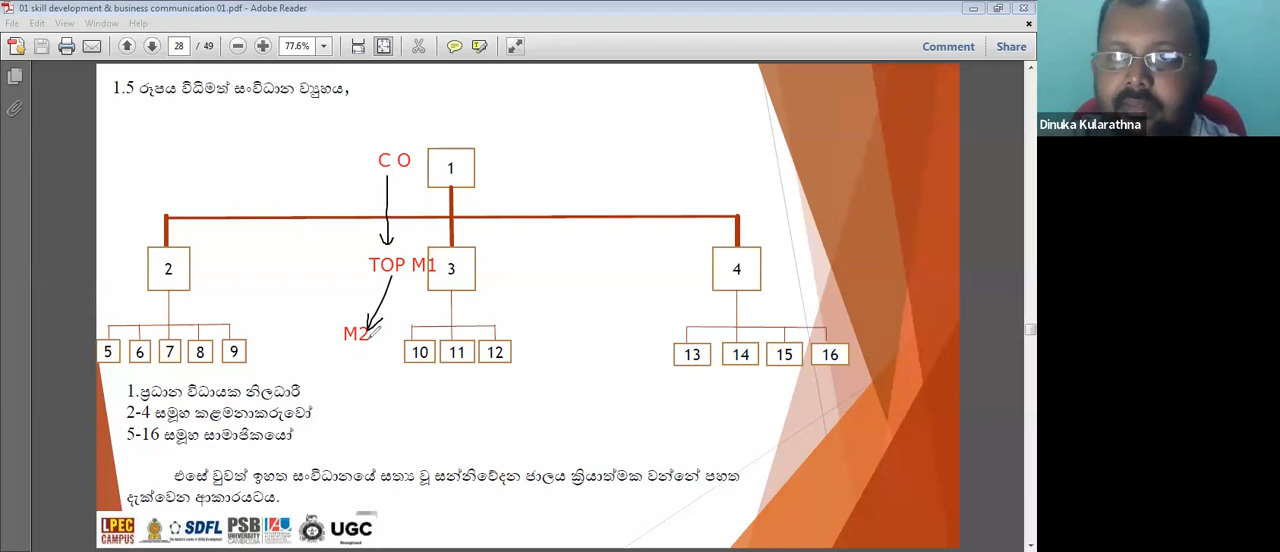 01 skill development & business communication 01.pdf - Adobe Reader
File Edit View Window Help
28 / 49 77.6% Comment Share
1.5 රූපය විධිමත් සංවිධාන ව්‍යුහය,
C O 1
2 TOP M1 3 4
M2
5 6 7 8 9 10 11 12 13 14 15 16
1.ප්‍රධාන විධායක නිලධාරී
2-4 සමූහ කළමනාකරුවෝ
5-16 සමූහ සාමාජිකයෝ
එසේ වුවත් ඉහත සංවිධානයේ සත්‍ය වූ සන්නිවේදන ජාලය ක්‍රියාත්මක වන්නේ පහත
දැක්වෙන ආකාරයටය.
LPEC CAMPUS SDFL PSB UNIVERSITY CAMBODIA IAU UGC
Dinuka Kularathna